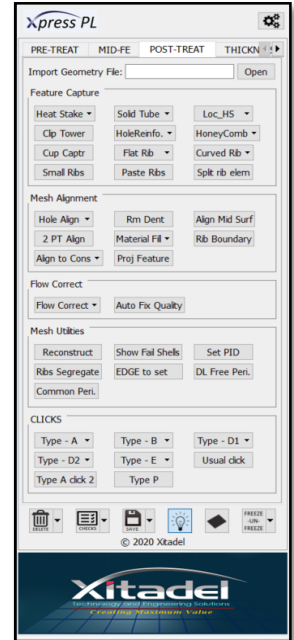 Xpress PL
PRE-TREAT MID-FE POST-TREAT THICKN
Import Geometry File: Open
Feature Capture
Heat Stake Solid Tube Loc_HS
Clip Tower HoleReinfo. HoneyComb
Cup Captr Flat Rib Curved Rib
Small Ribs Paste Ribs Split rib elem
Mesh Alignment
Hole Align Rm Dent Align Mid Surf
2 PT Align Material Fill Rib Boundary
Align to Cons Proj Feature
Flow Correct
Flow Correct Auto Fix Quality
Mesh Utilties
Reconstruct Show Fail Shells Set PID
Ribs Segregate EDGE to set DL Free Peri.
Common Peri.
CLICKS
Type - A Type - B Type - D1
Type - D2 Type - E Usual click
Type A click 2 Type P
DELETE CHECKS SAVE FREEZE -UN- FREEZE
© 2020 Xitadel
Xitadel
Technology and Engineering Solutions
Creating Maximum Value